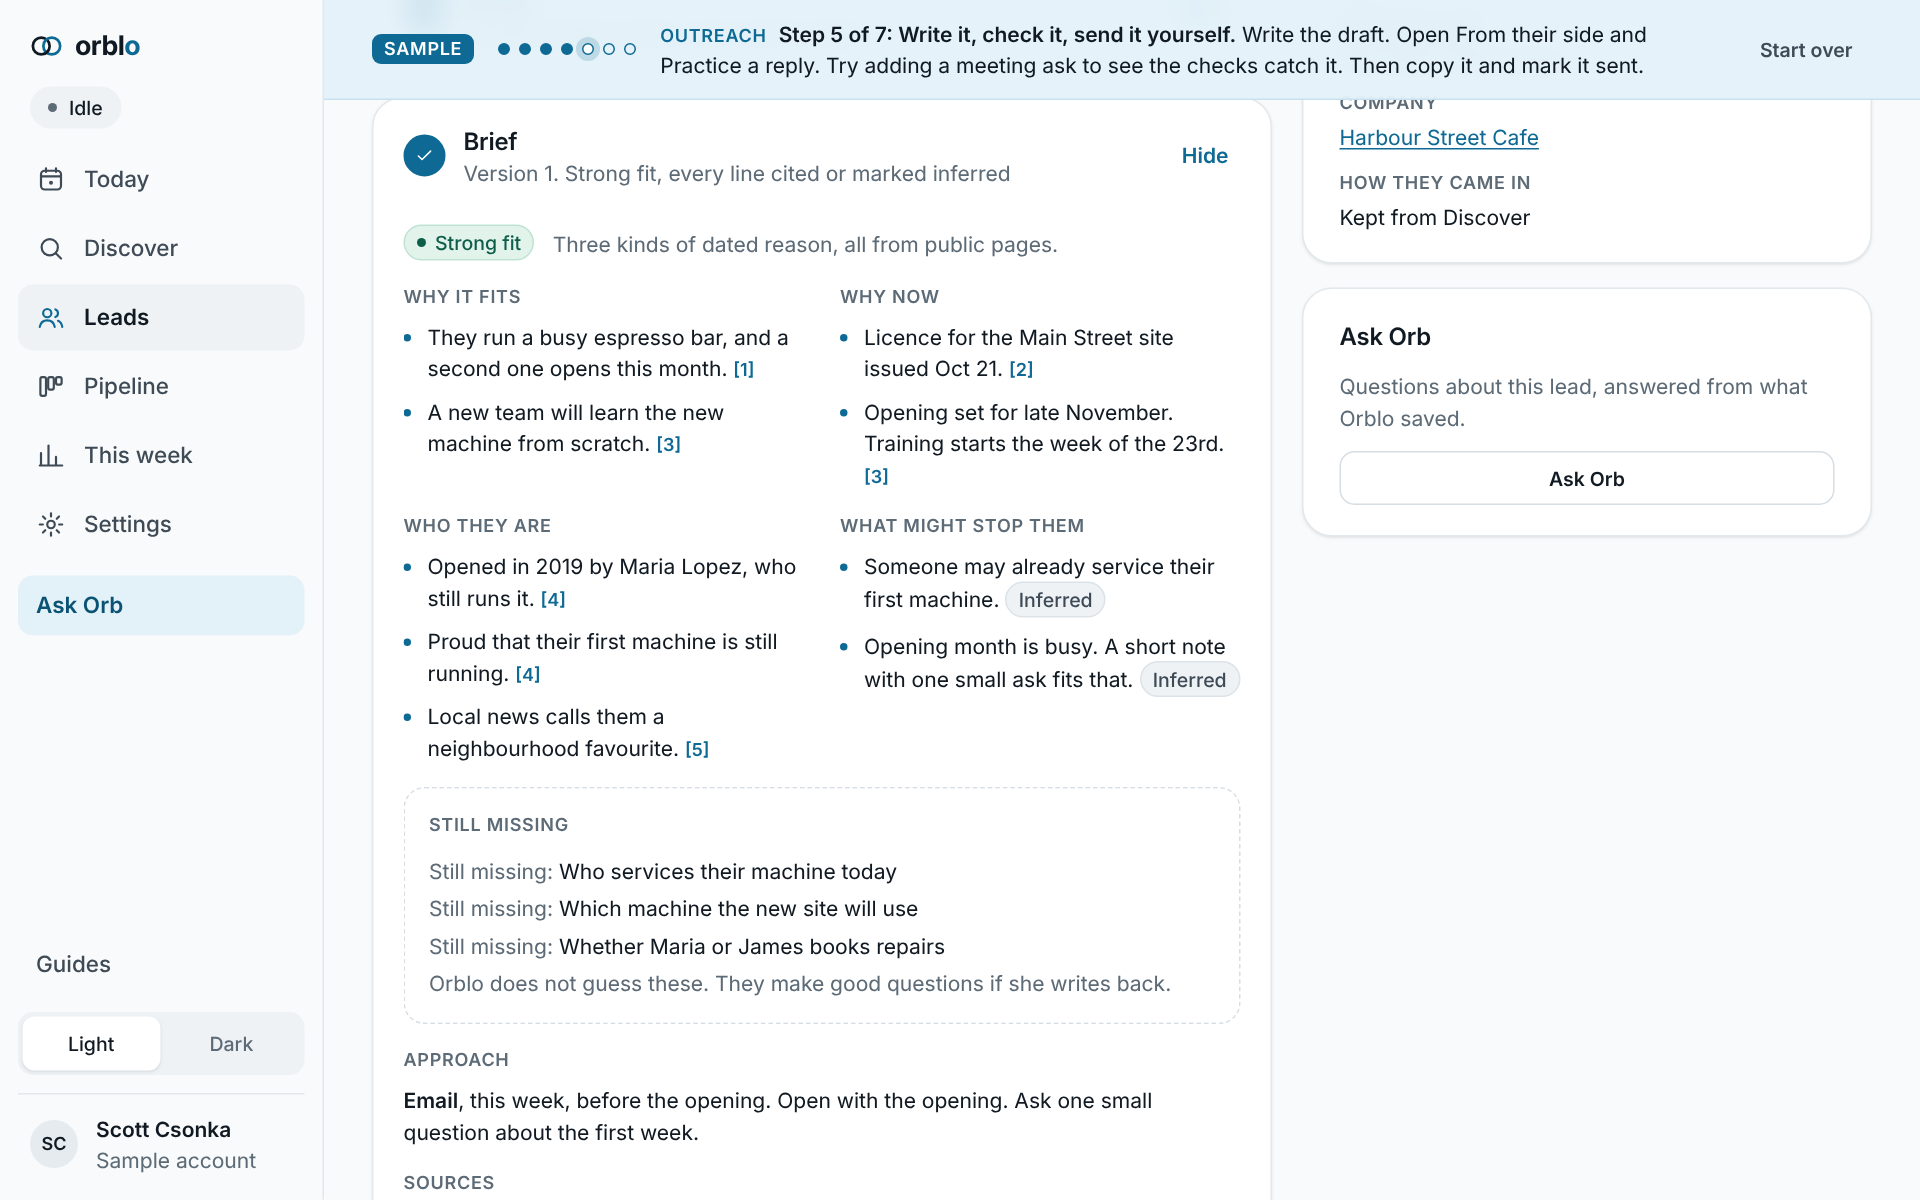 orblo
Idle
Today
Discover
Leads
Pipeline
This week
Settings
Ask Orb
Guides
Light
Dark
SC
Scott Csonka
Sample account
SAMPLE
OUTREACH Step 5 of 7: Write it, check it, send it yourself. Write the draft. Open From their side and
Practice a reply. Try adding a meeting ask to see the checks catch it. Then copy it and mark it sent.
Start over
Brief
Version 1. Strong fit, every line cited or marked inferred
Hide
Strong fit
Three kinds of dated reason, all from public pages.
WHY IT FITS
They run a busy espresso bar, and a
second one opens this month. [1]
A new team will learn the new
machine from scratch. [3]
WHY NOW
Licence for the Main Street site
issued Oct 21. [2]
Opening set for late November.
Training starts the week of the 23rd.
[3]
WHO THEY ARE
Opened in 2019 by Maria Lopez, who
still runs it. [4]
Proud that their first machine is still
running. [4]
Local news calls them a
neighbourhood favourite. [5]
WHAT MIGHT STOP THEM
Someone may already service their
first machine. Inferred
Opening month is busy. A short note
with one small ask fits that. Inferred
STILL MISSING
Still missing: Who services their machine today
Still missing: Which machine the new site will use
Still missing: Whether Maria or James books repairs
Orblo does not guess these. They make good questions if she writes back.
APPROACH
Email, this week, before the opening. Open with the opening. Ask one small
question about the first week.
SOURCES
COMPANY
Harbour Street Cafe
HOW THEY CAME IN
Kept from Discover
Ask Orb
Questions about this lead, answered from what
Orblo saved.
Ask Orb